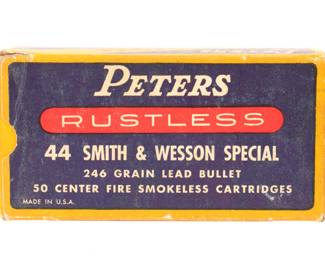 PETERS
RUSTLESS
44 SMITH & WESSON SPECIAL
246 GRAIN LEAD BULLET
50 CENTER FIRE SMOKELESS CARTRIDGES
MADE IN U.S.A.